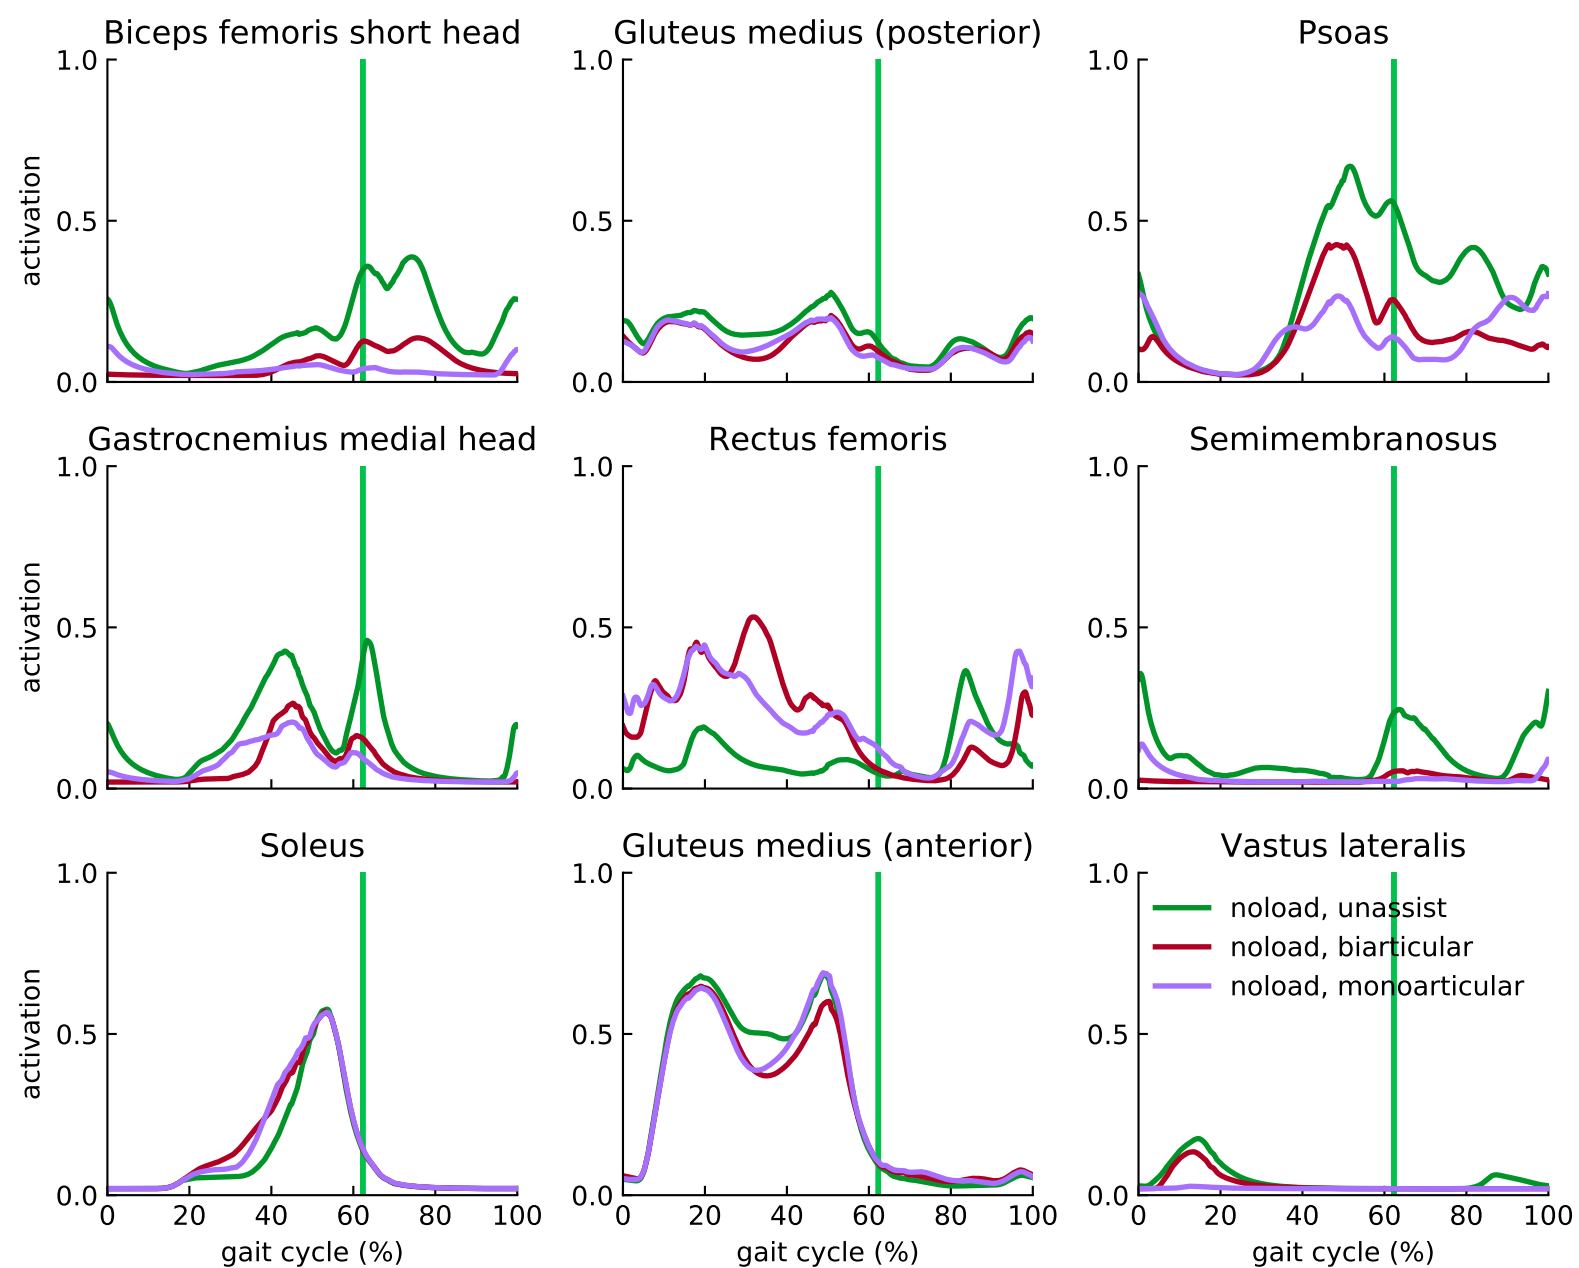 Biceps femoris short head
Gluteus medius (posterior)
Psoas
1.0
0.5
0.0
activation
1.0
0.5
0.0
1.0
0.5
0.0
Gastrocnemius medial head
Rectus femoris
Semimembranosus
1.0
0.5
0.0
activation
1.0
0.5
0.0
1.0
0.5
0.0
Soleus
Gluteus medius (anterior)
Vastus lateralis
1.0
0.5
0.0
activation
0 20 40 60 80 100
gait cycle (%)
1.0
0.5
0.0
0 20 40 60 80 100
gait cycle (%)
1.0
0.5
0.0
noload, unassist
noload, biarticular
noload, monoarticular
0 20 40 60 80 100
gait cycle (%)